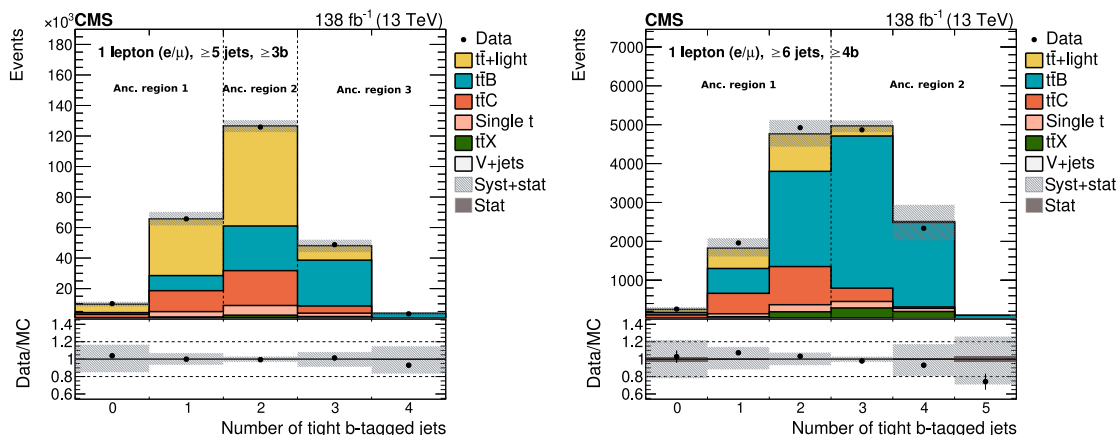 ×10³ CMS 138 fb⁻¹ (13 TeV)
Events
1 lepton (e/μ), ≥5 jets, ≥3b
Anc. region 1 Anc. region 2 Anc. region 3
180
160
140
120
100
80
60
40
20
Data
tt̄+light
tt̄B
tt̄C
Single t
tt̄X
V+jets
Syst+stat
Stat
Data/MC
1.4
1.2
1
0.8
0.6
0 1 2 3 4
Number of tight b-tagged jets
CMS 138 fb⁻¹ (13 TeV)
Events
1 lepton (e/μ), ≥6 jets, ≥4b
Anc. region 1 Anc. region 2
7000
6000
5000
4000
3000
2000
1000
Data
tt̄+light
tt̄B
tt̄C
Single t
tt̄X
V+jets
Syst+stat
Stat
Data/MC
1.4
1.2
1
0.8
0.6
0 1 2 3 4 5
Number of tight b-tagged jets